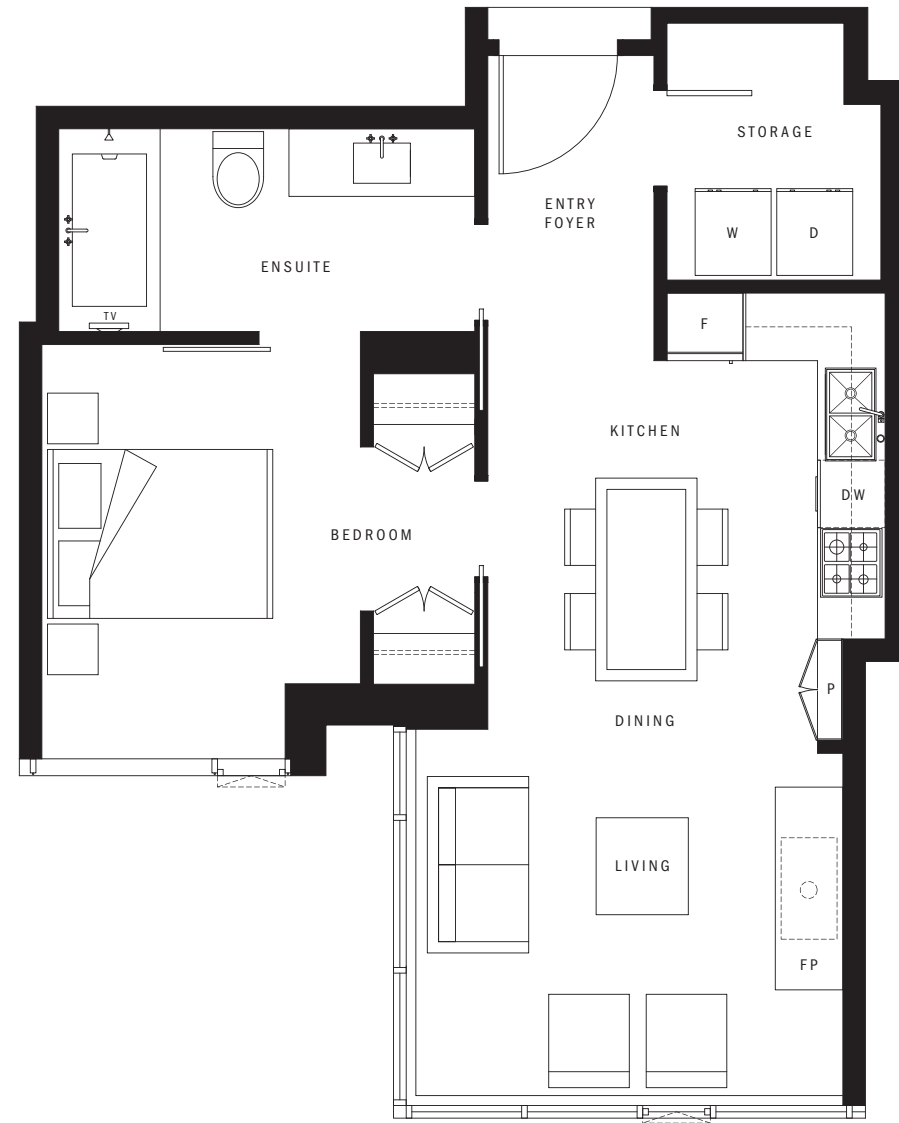 STORAGE
ENTRY
FOYER
W
D
ENSUITE
TV
F
KITCHEN
DW
BEDROOM
P
DINING
LIVING
FP